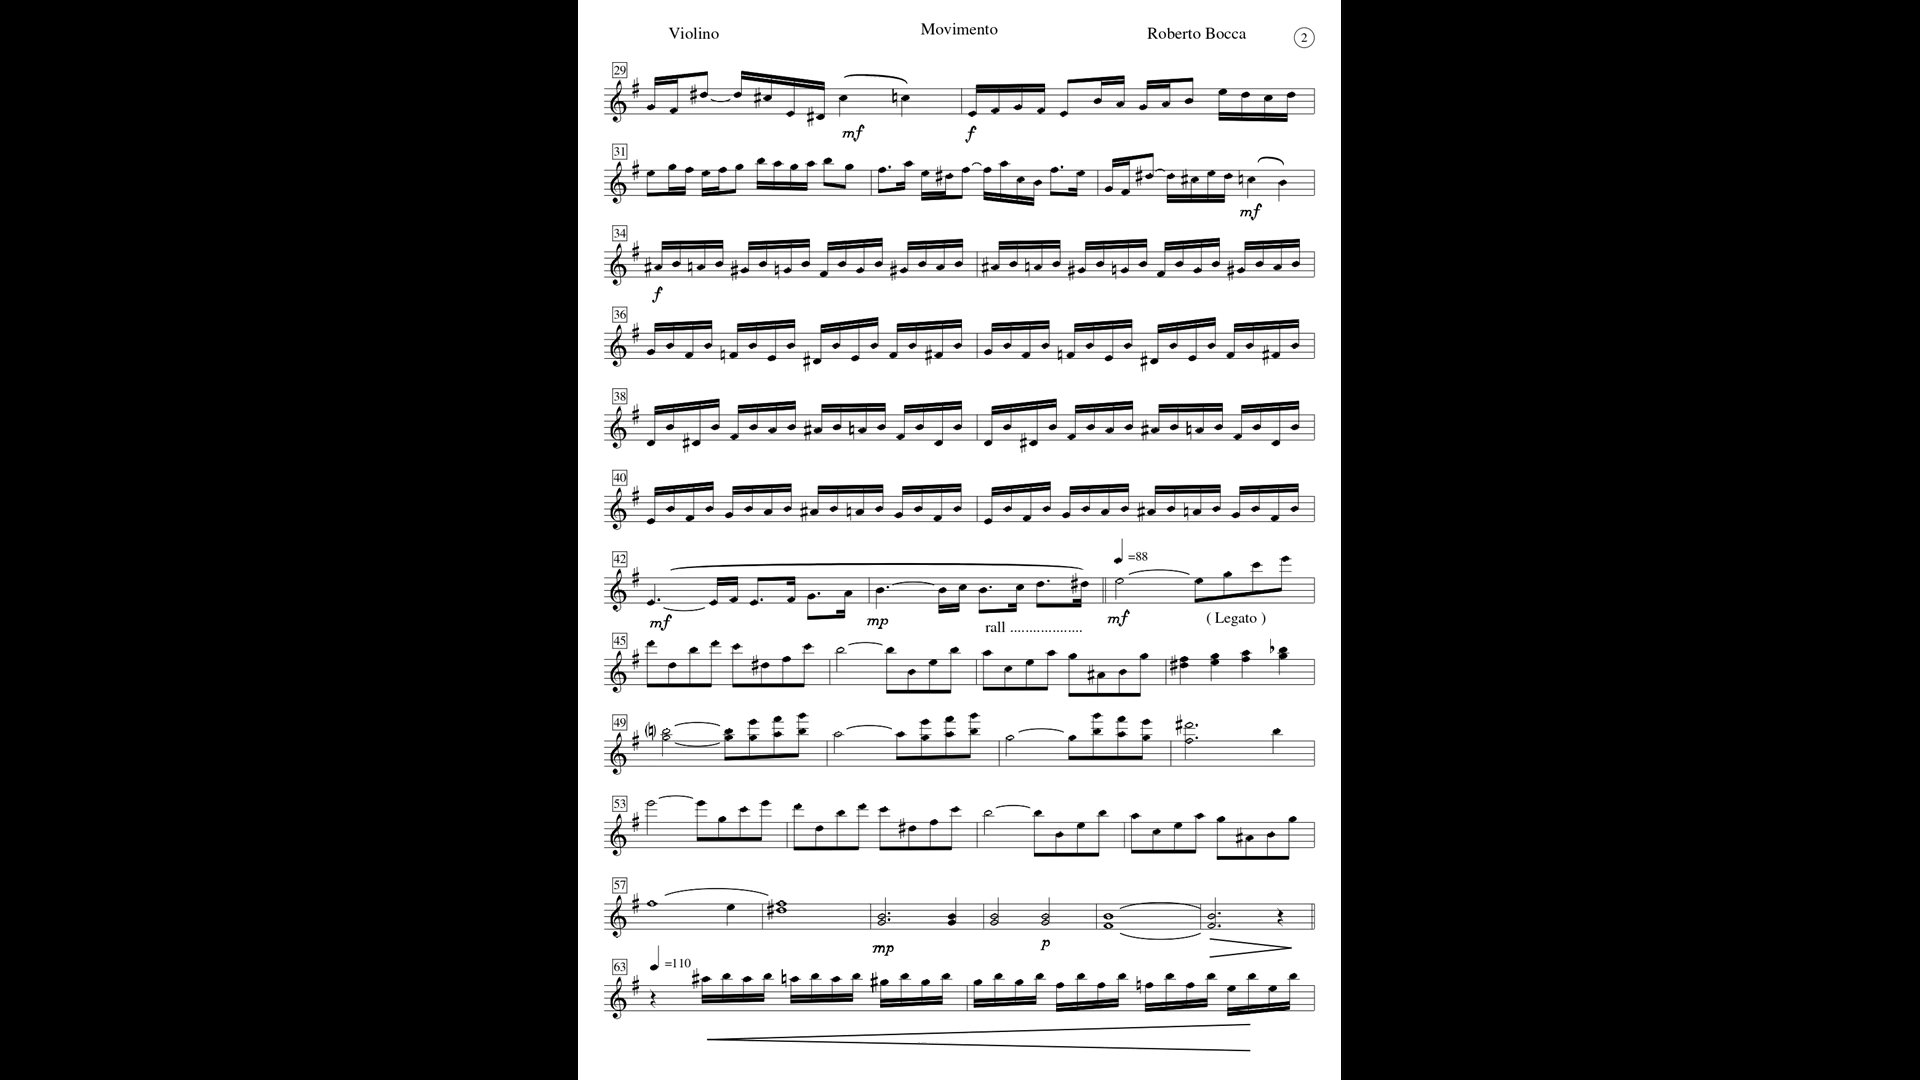 Violino Movimento Roberto Bocca 2
29
mf f
31
mf
34
f
36
38
40
=88
42
mf mp rall ................... mf ( Legato )
45
49
53
57
mp p
=110
63